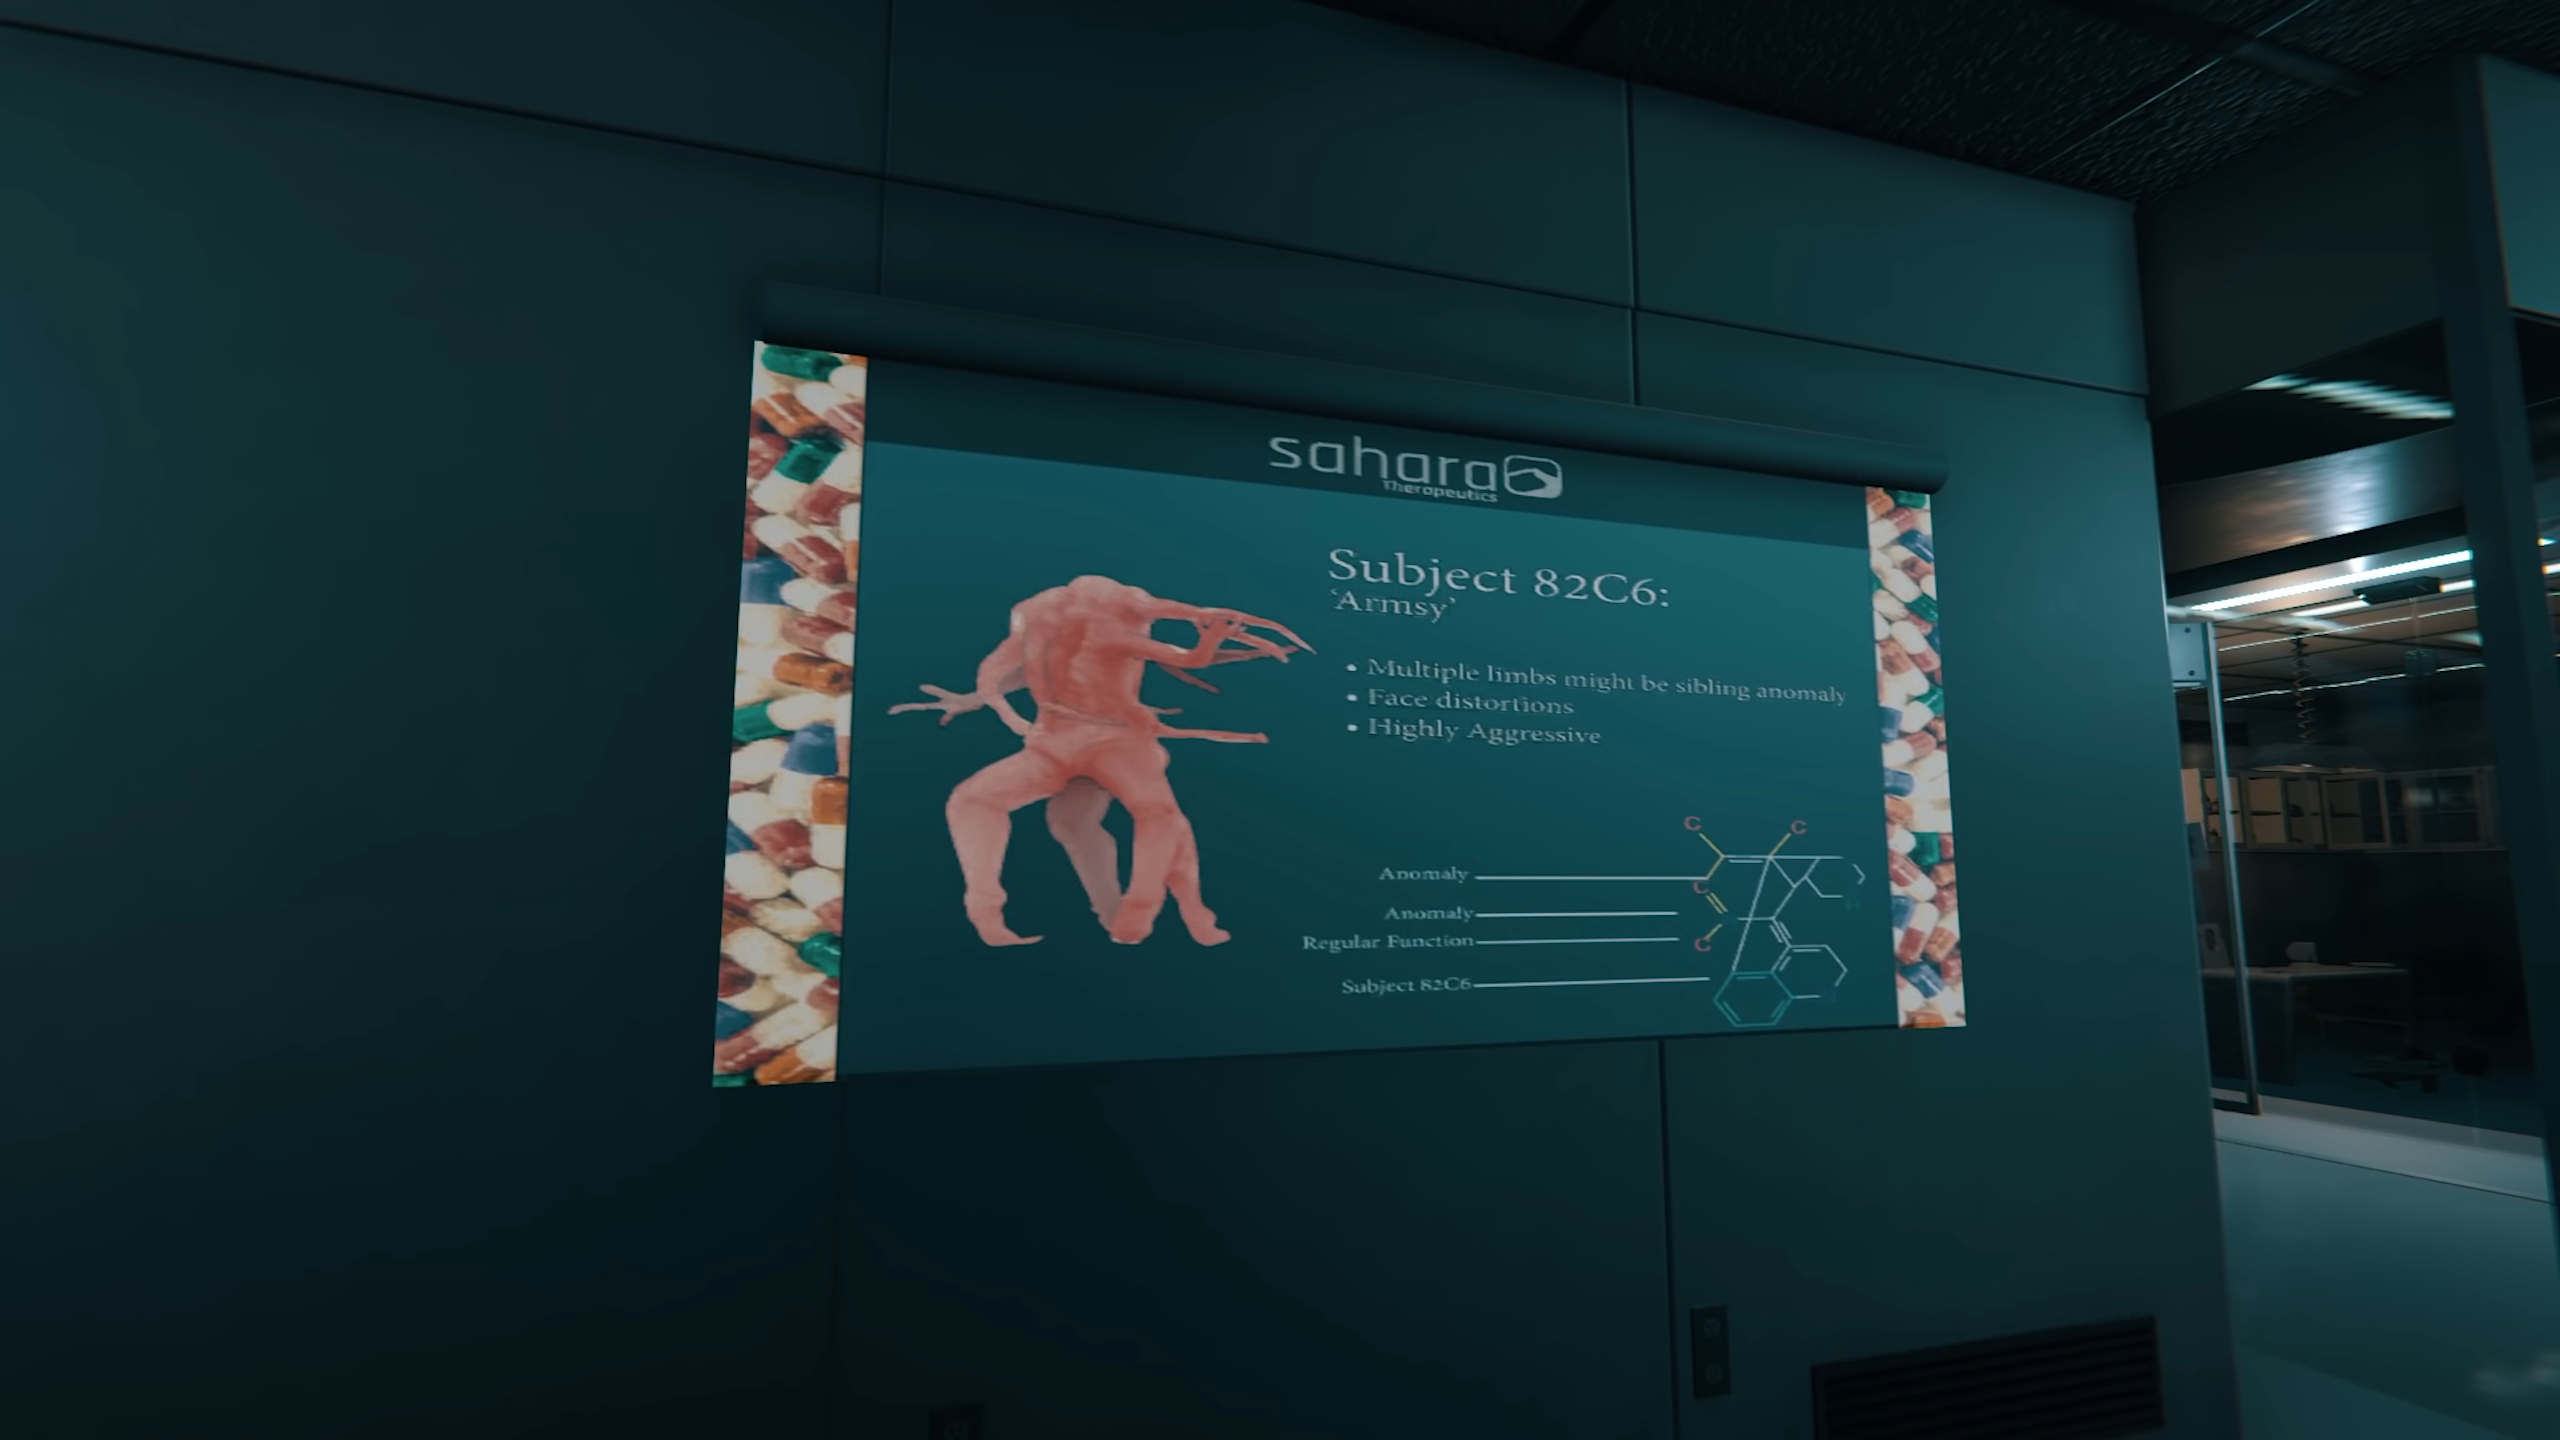 sahara
Therapeutics
Subject 82C6:
'Armsy'
• Multiple limbs might be sibling anomaly
• Face distortions
• Highly Aggressive
C
C
Anomaly
C
Anomaly
Regular Function
C
Subject 82C6